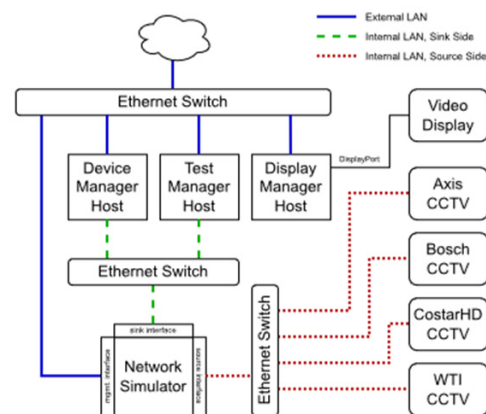 External LAN
Internal LAN, Sink Side
Internal LAN, Source Side
Ethernet Switch
Video
Display
Device
Manager
Host
Test
Manager
Host
Display
Manager
Host
DisplayPort
Axis
CCTV
Ethernet Switch
Bosch
CCTV
sink interface
mgmt. interface
Network
Simulator
source interface
Ethernet Switch
CostarHD
CCTV
WTI
CCTV